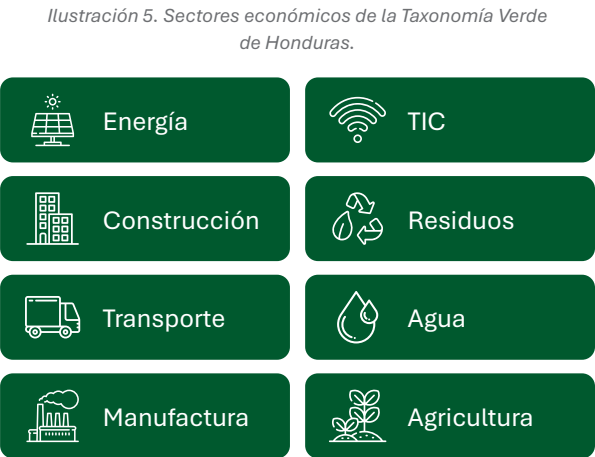 Ilustración 5. Sectores económicos de la Taxonomía Verde
de Honduras.
Energía
TIC
Construcción
Residuos
Transporte
Agua
Manufactura
Agricultura